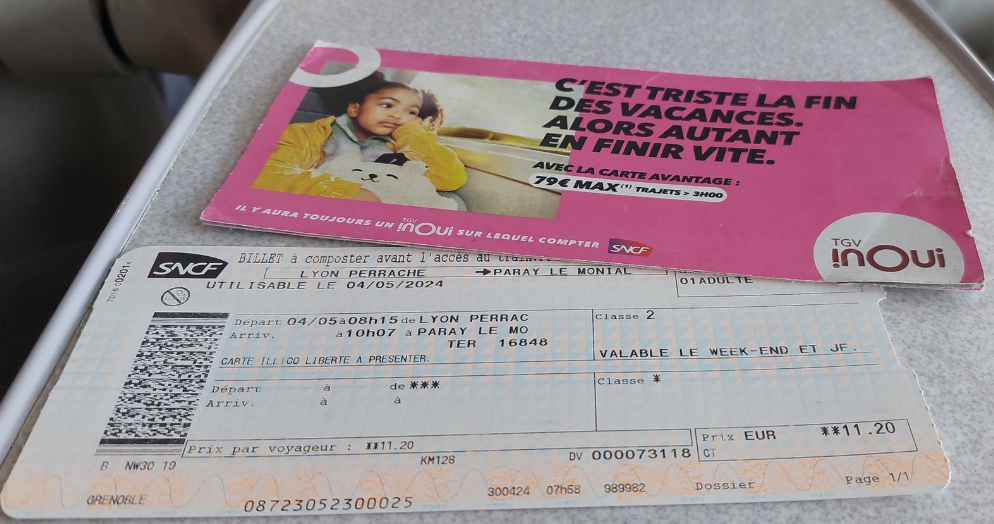 C'EST TRISTE LA FIN
DES VACANCES.
ALORS AUTANT
EN FINIR VITE.
AVEC LA CARTE AVANTAGE :
79€ MAX(1) TRAJETS > 3H00
IL Y AURA TOUJOURS UN TGV INOUI SUR LEQUEL COMPTER SNCF
TGV
INOUI
SNCF BILLET à composter avant l'accès au
LYON PERRACHE →PARAY LE MONIAL
01ADULTE
UTILISABLE LE 04/05/2024
Départ 04/05à08h15 de LYON PERRAC Classe 2
Arriv. à10h07 à PARAY LE MO
TER 16848
CARTE ILLICO LIBERTE A PRESENTER. VALABLE LE WEEK-END ET JF.
Départ à de *** Classe *
Arriv. à à
Prix par voyageur : **11.20 Prix EUR **11.20
B NW30 19 KM128 DV 000073118 CT
GRENOBLE 08723052300025 300424 07h58 989982 Dossier Page 1/1